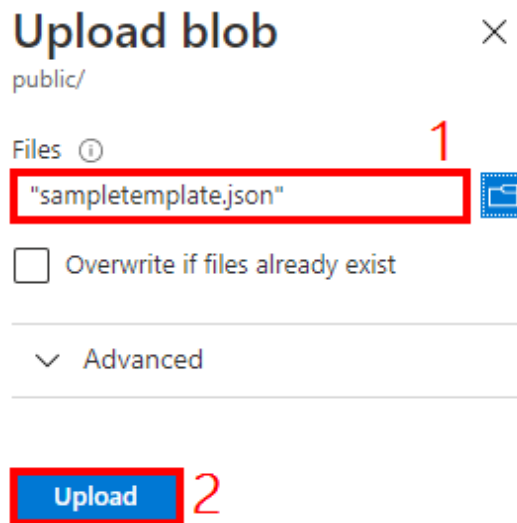 Upload blob
public/
1
Files
"sampletemplate.json"
Overwrite if files already exist
Advanced
Upload 2